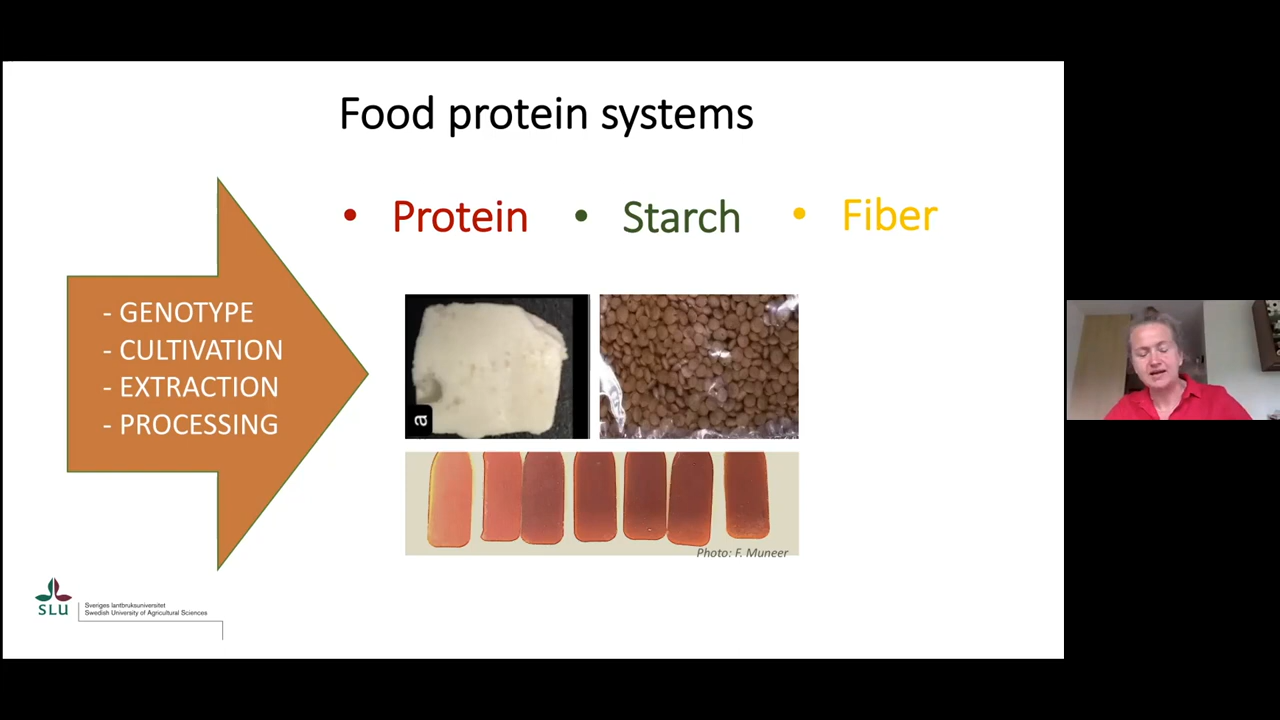 Food protein systems
• Protein • Starch • Fiber
- GENOTYPE
- CULTIVATION
- EXTRACTION
- PROCESSING
a
Photo: F. Muneer
SLU
Sveriges lantbruksuniversitet
Swedish University of Agricultural Sciences